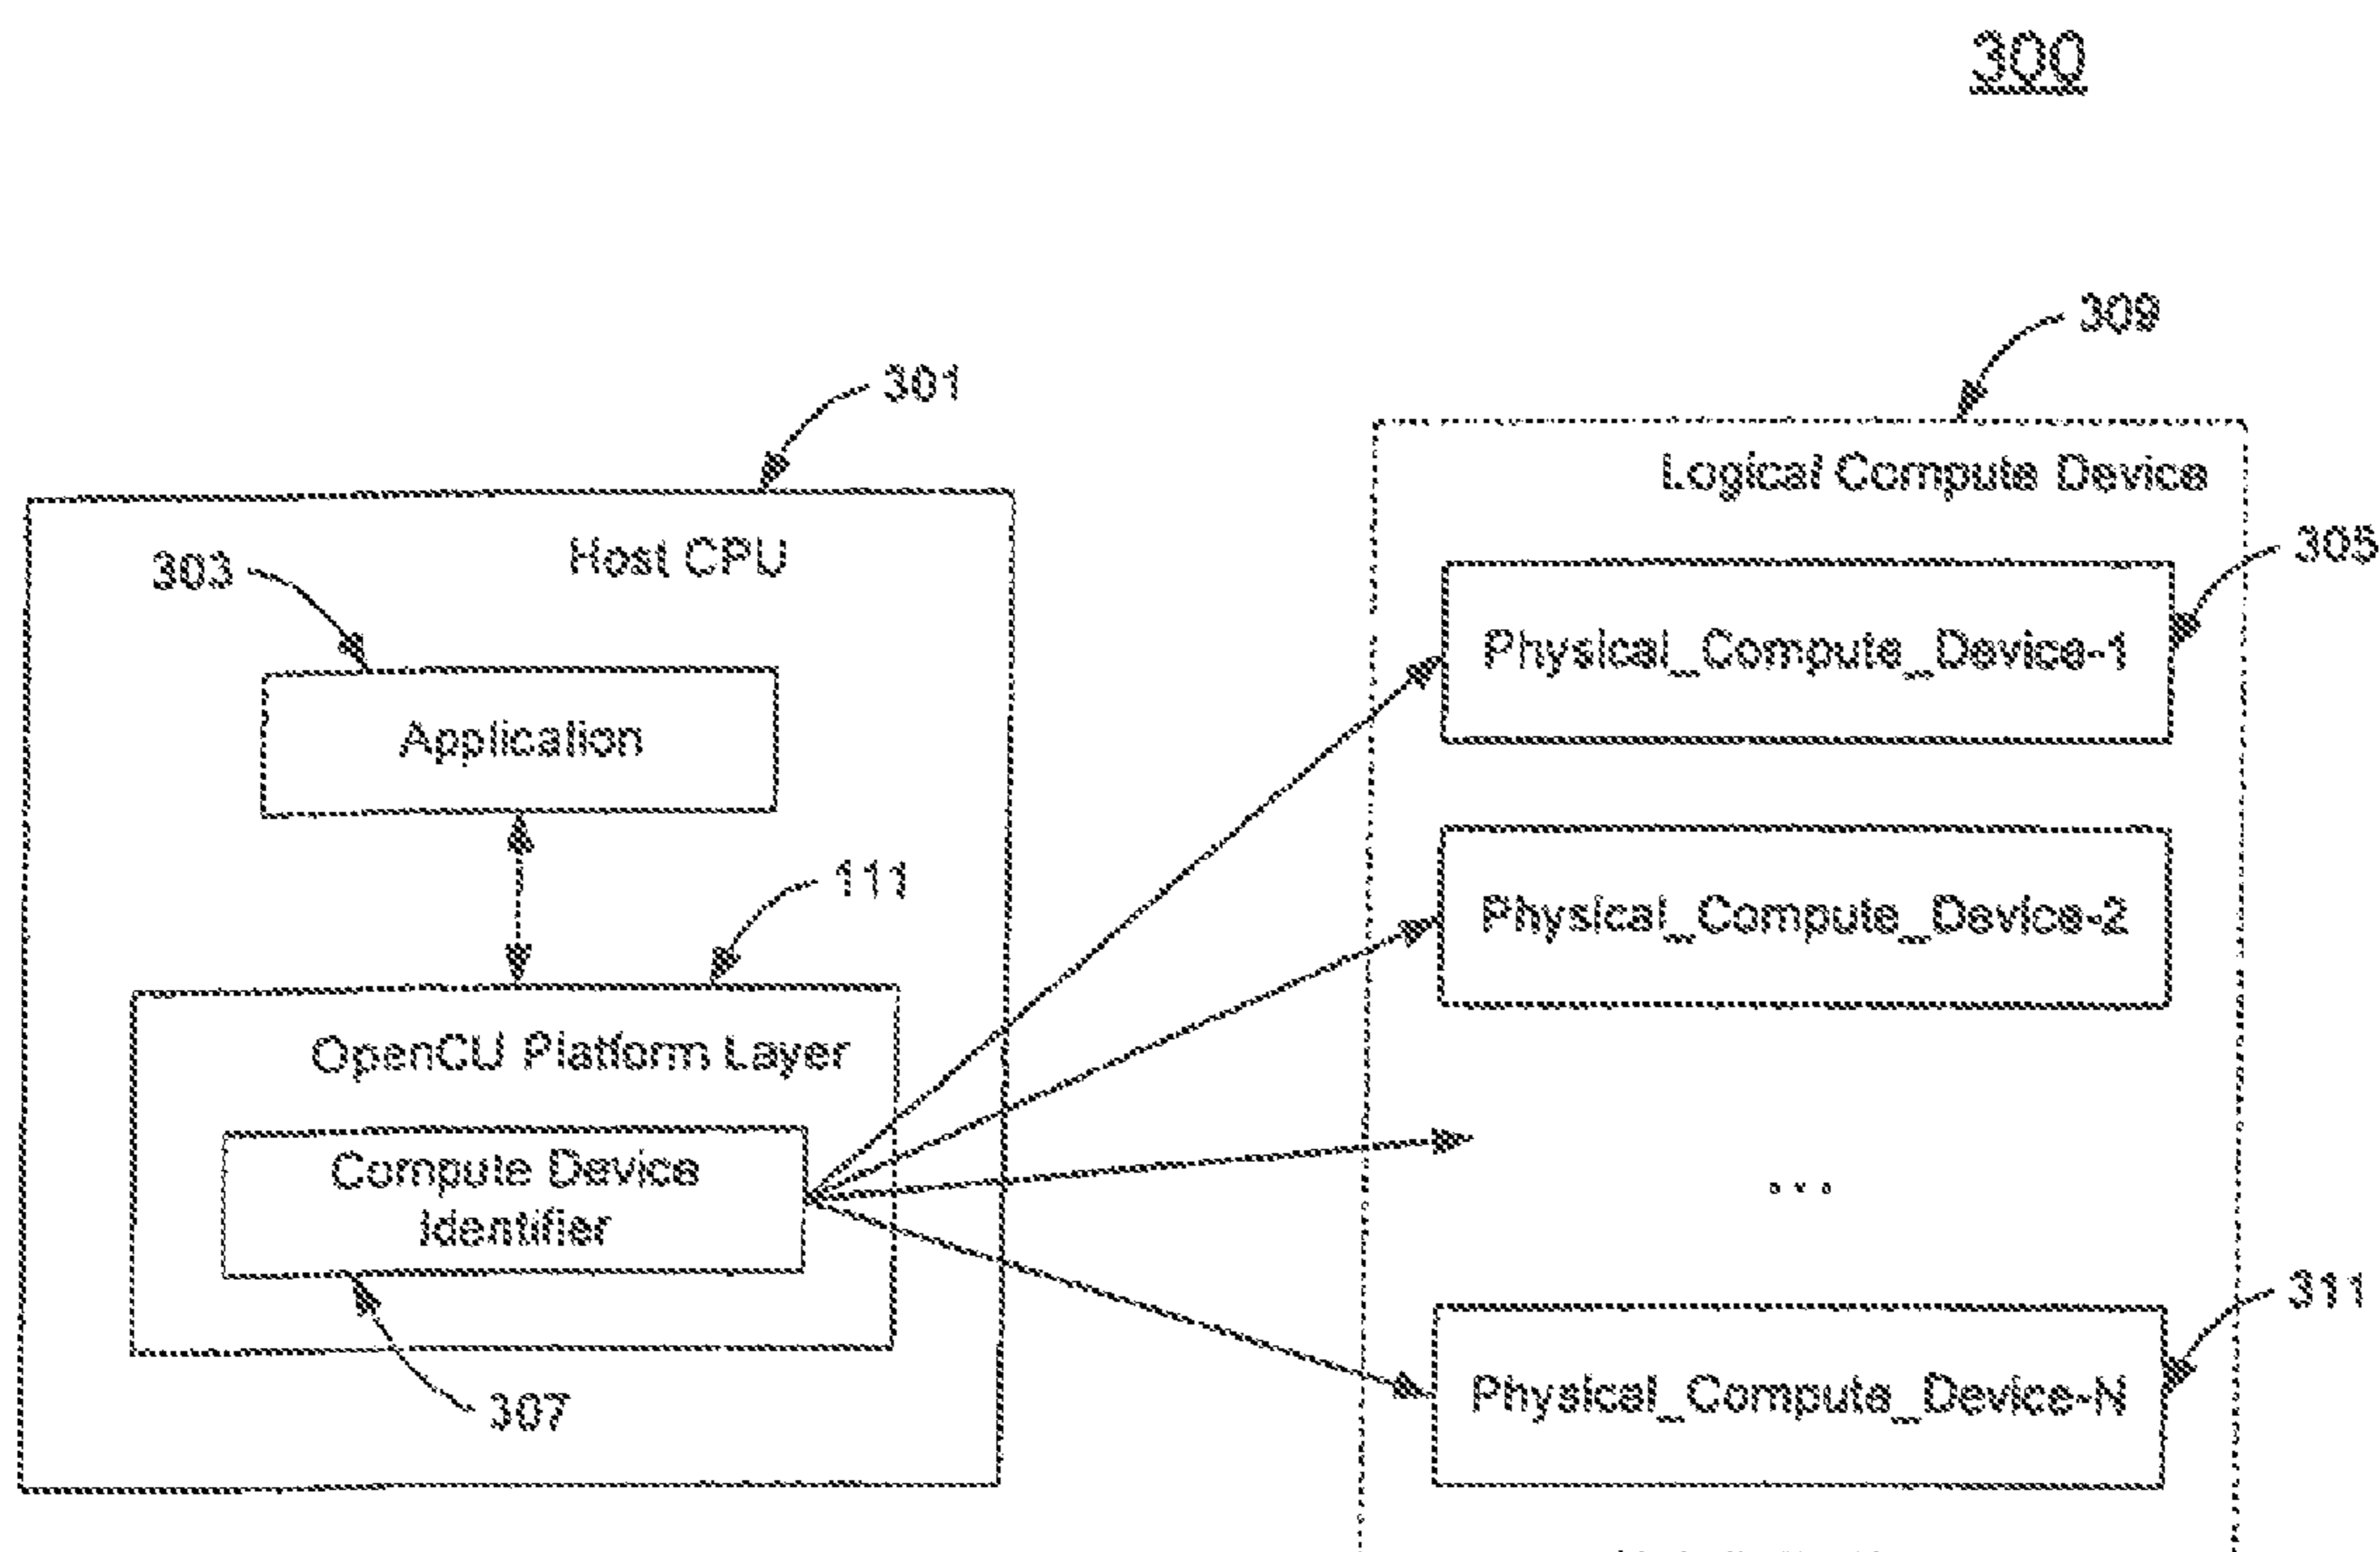 300
309
301
Logical Compute Device
Host CPU
303
305
Physical_Compute_Device-1
Application
111
Physical_Compute_Device-2
OpenCU Platform Layer
Compute Device
Identifier
...
311
Physical_Compute_Device-N
307